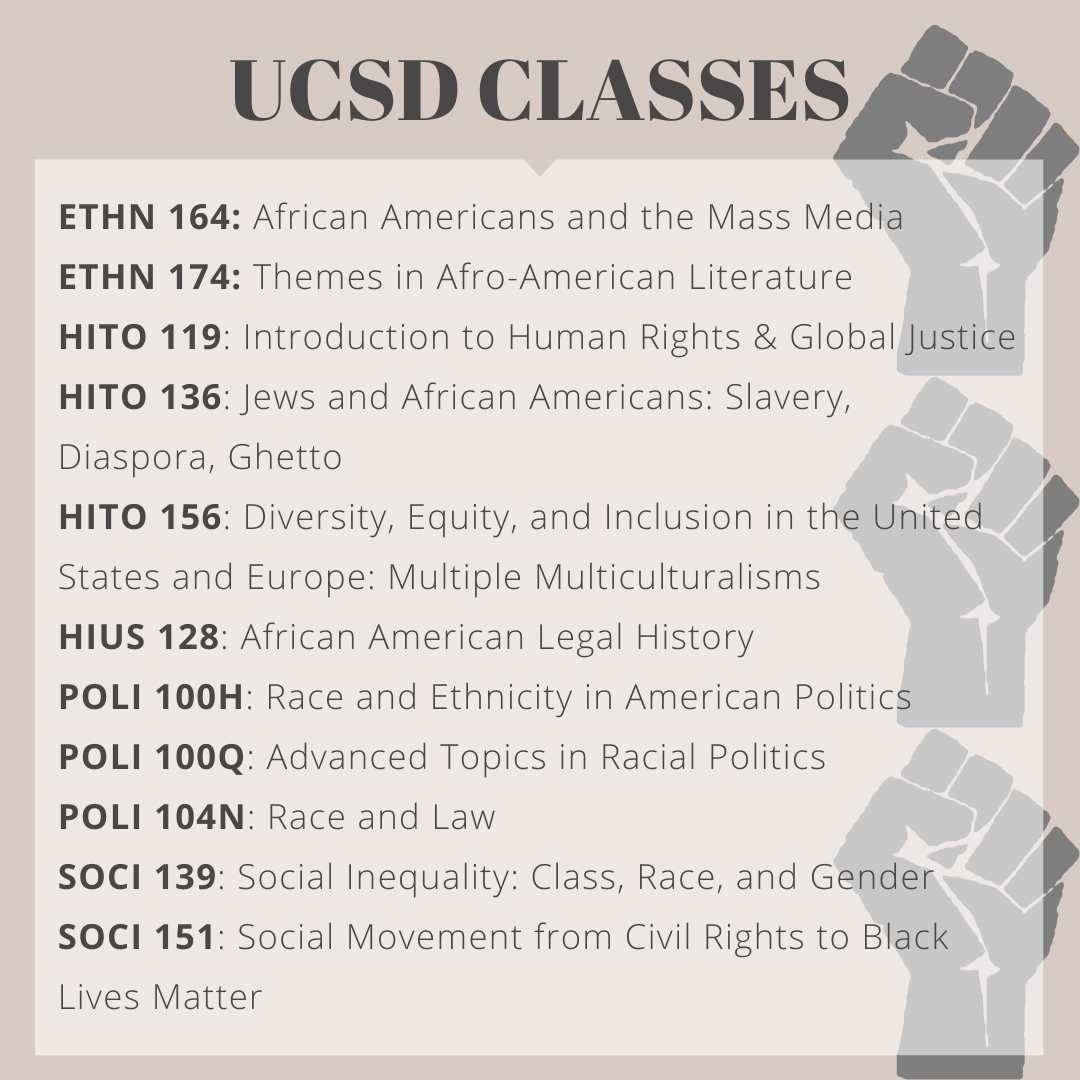 UCSD CLASSES
ETHN 164: African Americans and the Mass Media
ETHN 174: Themes in Afro-American Literature
HITO 119: Introduction to Human Rights & Global Justice
HITO 136: Jews and African Americans: Slavery,
Diaspora, Ghetto
HITO 156: Diversity, Equity, and Inclusion in the United
States and Europe: Multiple Multiculturalisms
HIUS 128: African American Legal History
POLI 100H: Race and Ethnicity in American Politics
POLI 100Q: Advanced Topics in Racial Politics
POLI 104N: Race and Law
SOCI 139: Social Inequality: Class, Race, and Gender
SOCI 151: Social Movement from Civil Rights to Black
Lives Matter